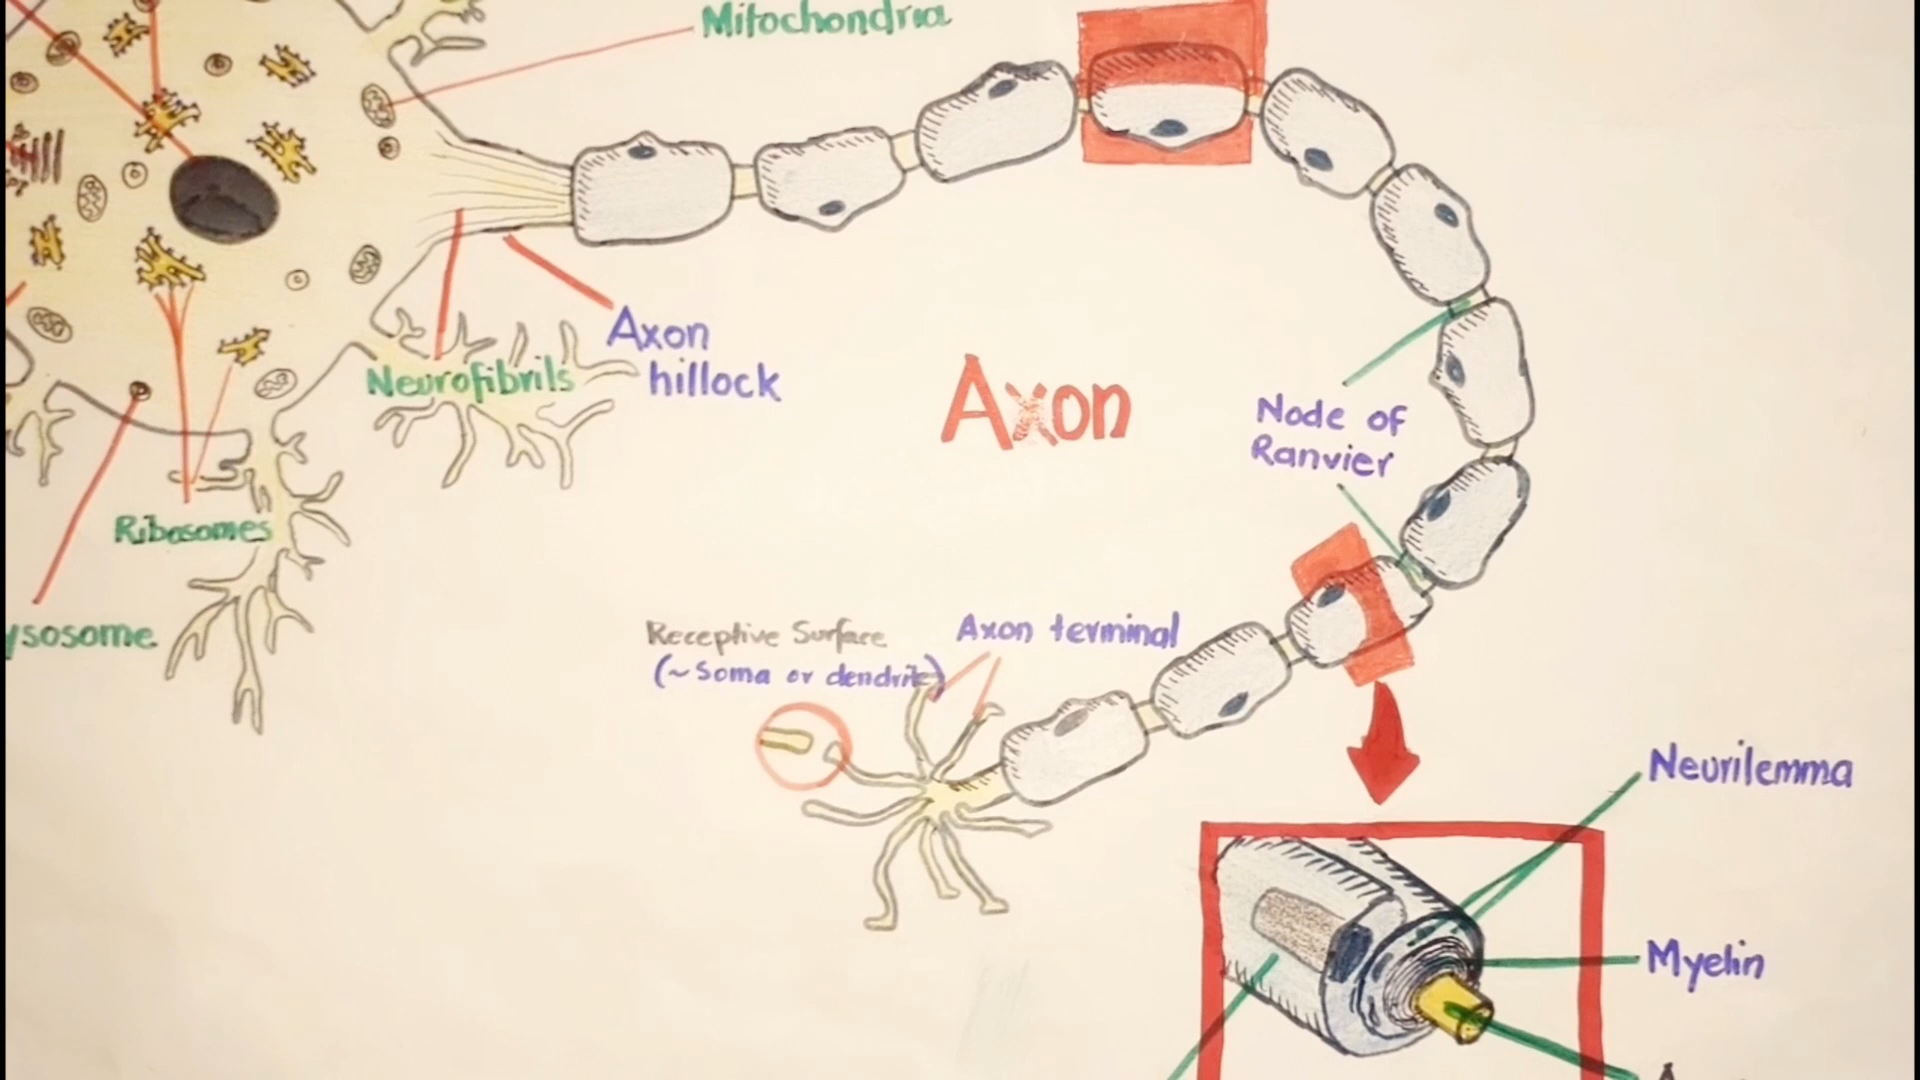 Mitochondria
Axon
hillock
Neurofibrils
Axon
Node of
Ranvier
Ribosomes
ysosome
Receptive Surface
(~Soma or dendrite)
Axon terminal
Neurilemma
Myelin